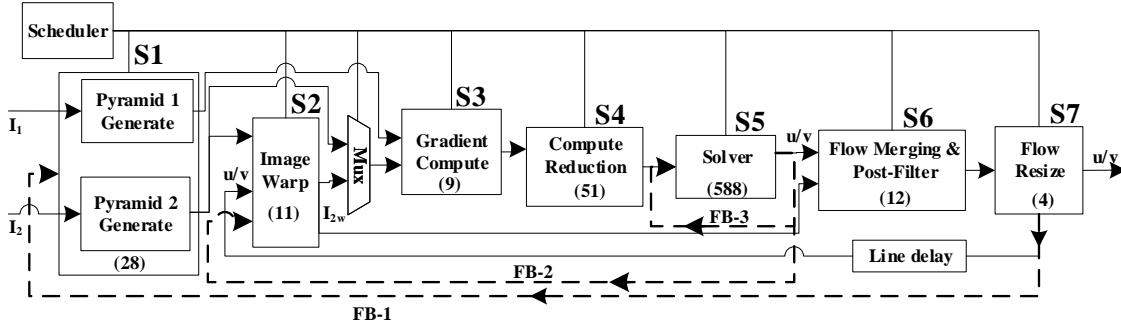 Scheduler
S1
S2
S3
S4
S5
S6
S7
Pyramid 1
Generate
I1
Pyramid 2
Generate
I2
(28)
Image
Warp
(11)
u/v
Mux
I2w
Gradient
Compute
(9)
Compute
Reduction
(51)
Solver
(588)
u/v
Flow Merging &
Post-Filter
(12)
Flow
Resize
(4)
u/v
FB-3
Line delay
FB-2
FB-1